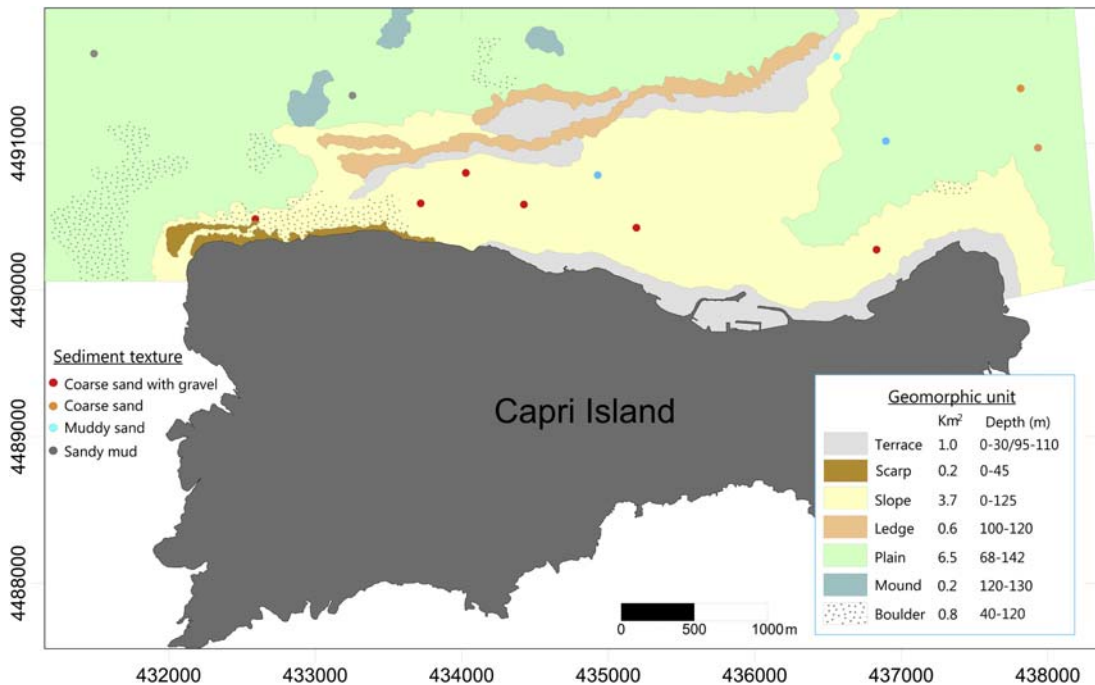 4491000
4490000
4489000
4488000
Sediment texture
Coarse sand with gravel
Coarse sand
Muddy sand
Sandy mud
Capri Island
Geomorphic unit
Km² Depth (m)
Terrace 1.0 0-30/95-110
Scarp 0.2 0-45
Slope 3.7 0-125
Ledge 0.6 100-120
Plain 6.5 68-142
Mound 0.2 120-130
Boulder 0.8 40-120
0 500 1000 m
432000 433000 434000 435000 436000 437000 438000